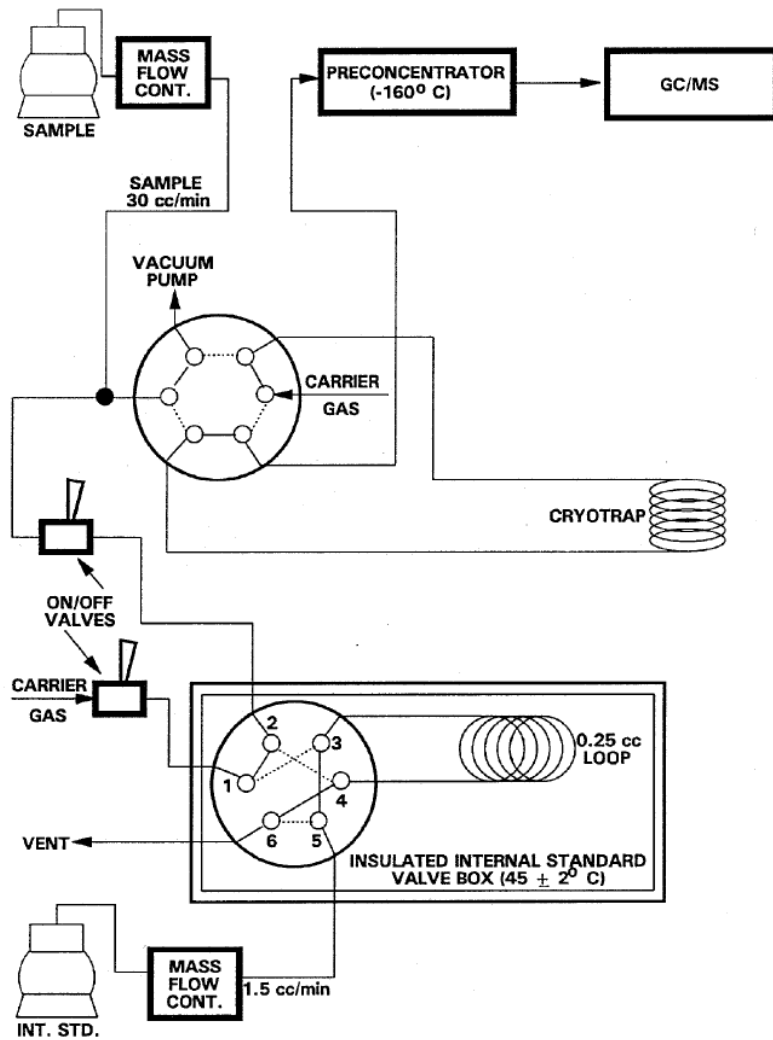 MASS
FLOW
CONT.
SAMPLE
PRECONCENTRATOR
(-160⁰ C)
GC/MS
SAMPLE
30 cc/min
VACUUM
PUMP
CARRIER
GAS
CRYOTRAP
ON/OFF
VALVES
CARRIER
GAS
2
3
1
4
6
5
0.25 cc
LOOP
VENT
INSULATED INTERNAL STANDARD
VALVE BOX (45 ± 2⁰ C)
MASS
FLOW
CONT.
1.5 cc/min
INT. STD.